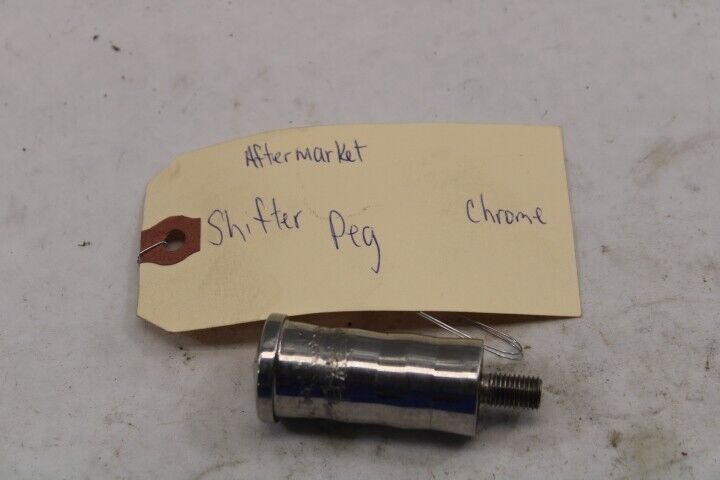 Aftermarket
Shifter Peg
Chrome